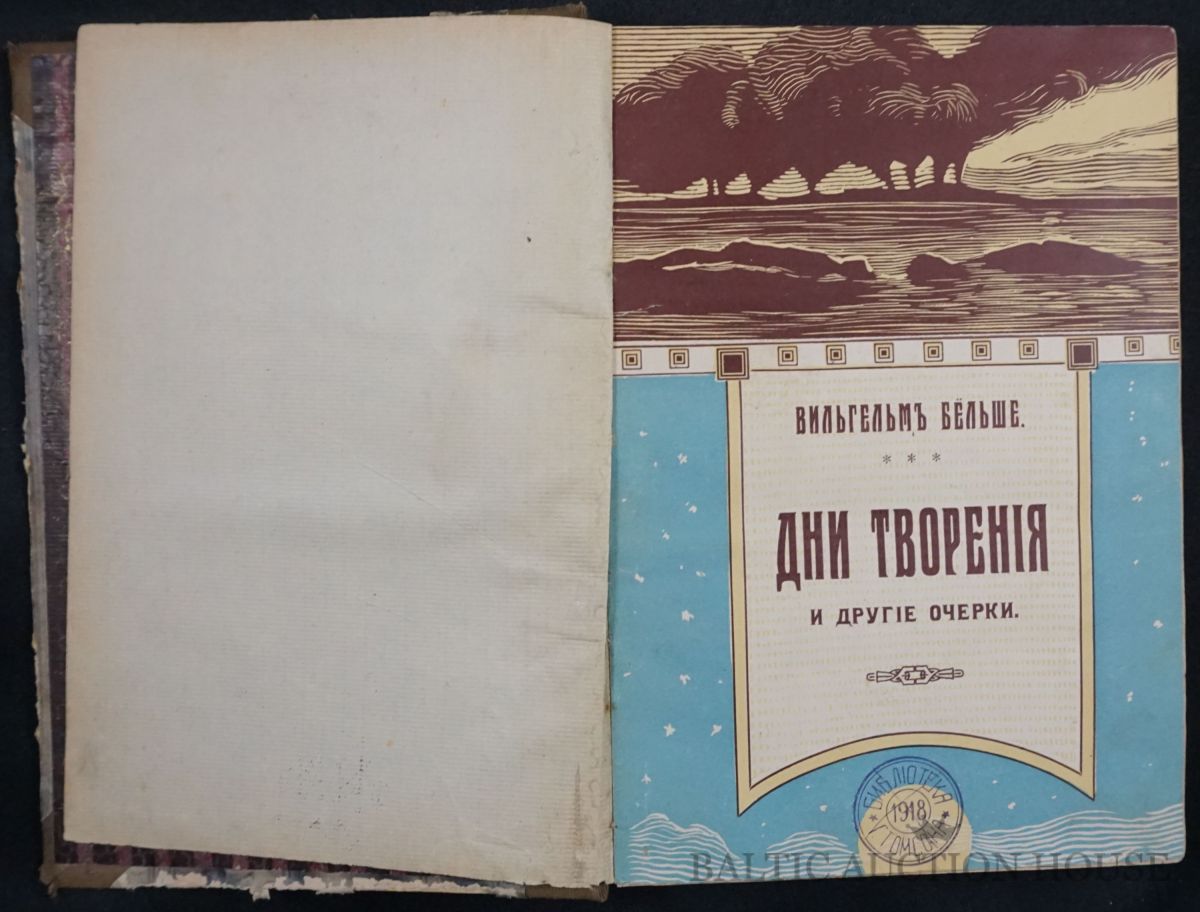 ВИЛЬГЕЛЬМЪ БЁЛЬШЕ.
* * *
ДНИ ТВОРЕНІЯ
И ДРУГІЕ ОЧЕРКИ.
БИБЛІОТЕКА
1918
BALTIC AUCTION HOUSE